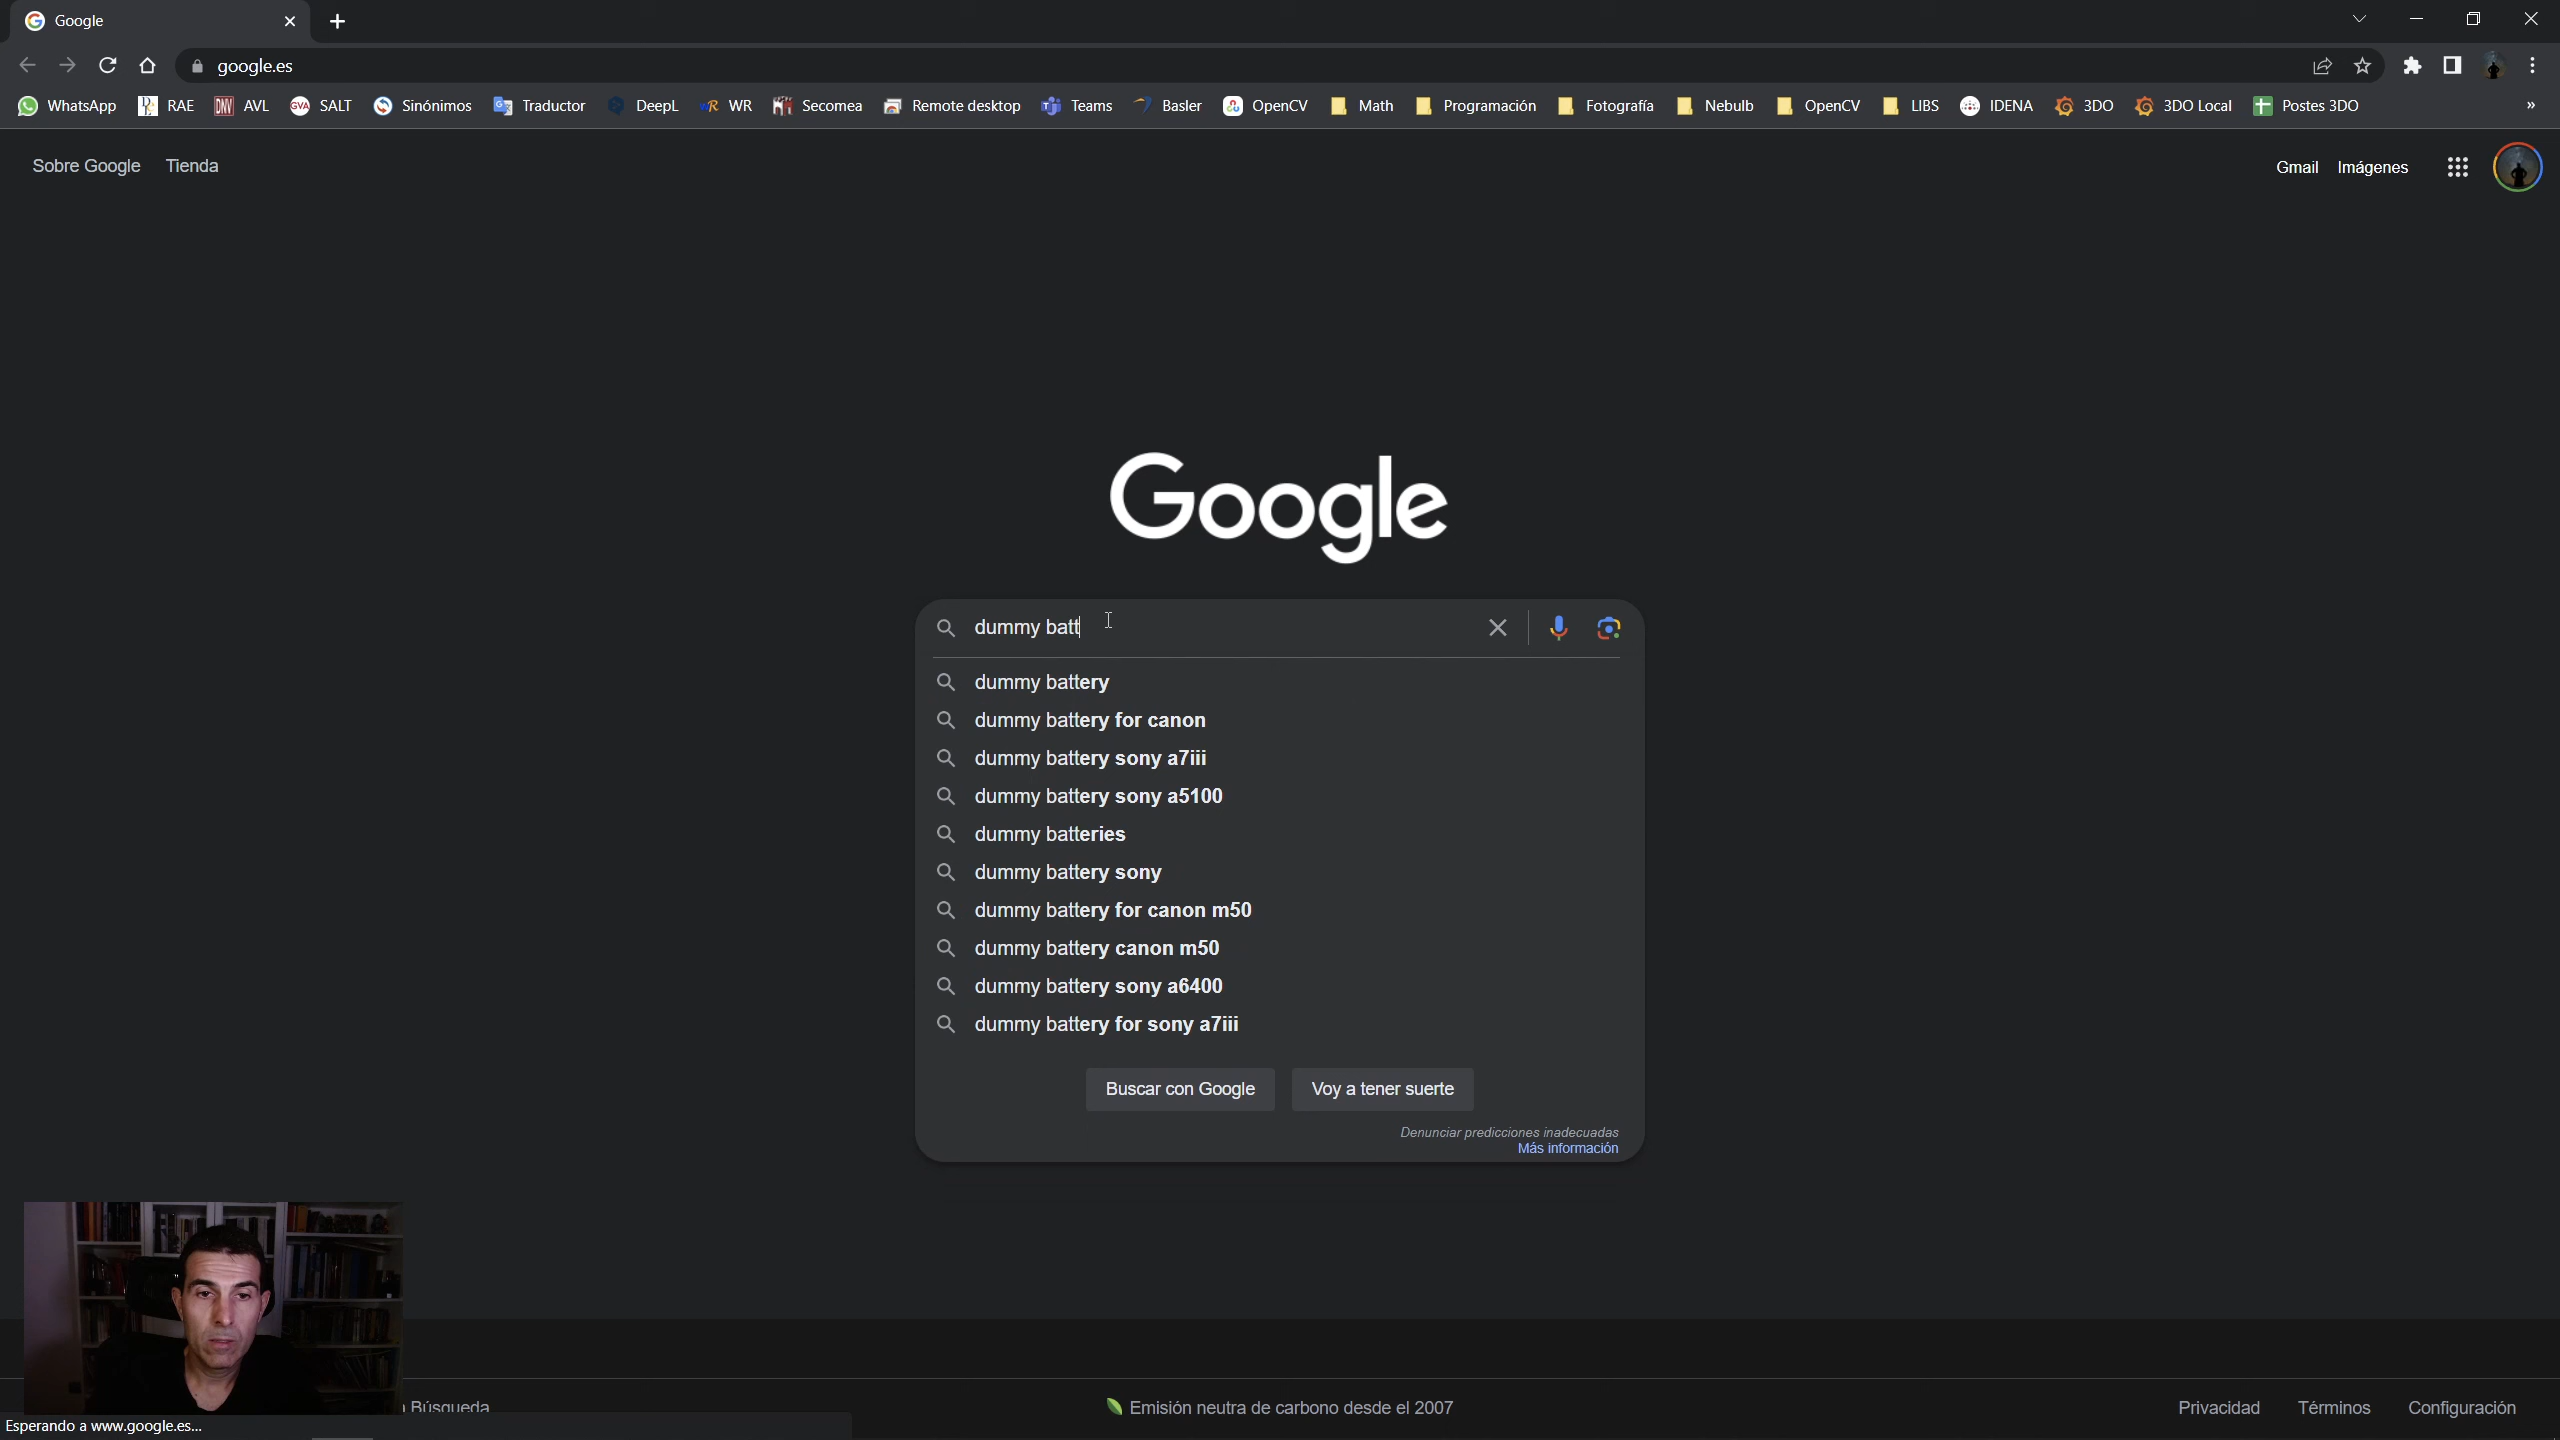 Google
google.es
WhatsApp RAE AVL SALT Sinónimos Traductor DeepL WR Secomea Remote desktop Teams Basler OpenCV Math Programación Fotografía Nebulb OpenCV LIBS IDENA 3DO 3DO Local Postes 3DO »
Sobre Google Tienda Gmail Imágenes
Google
dummy batt
dummy battery
dummy battery for canon
dummy battery sony a7iii
dummy battery sony a5100
dummy batteries
dummy battery sony
dummy battery for canon m50
dummy battery canon m50
dummy battery sony a6400
dummy battery for sony a7iii
Buscar con Google Voy a tener suerte
Denunciar predicciones inadecuadas
Más información
Búsqueda Emisión neutra de carbono desde el 2007 Privacidad Términos Configuración
Esperando a www.google.es...